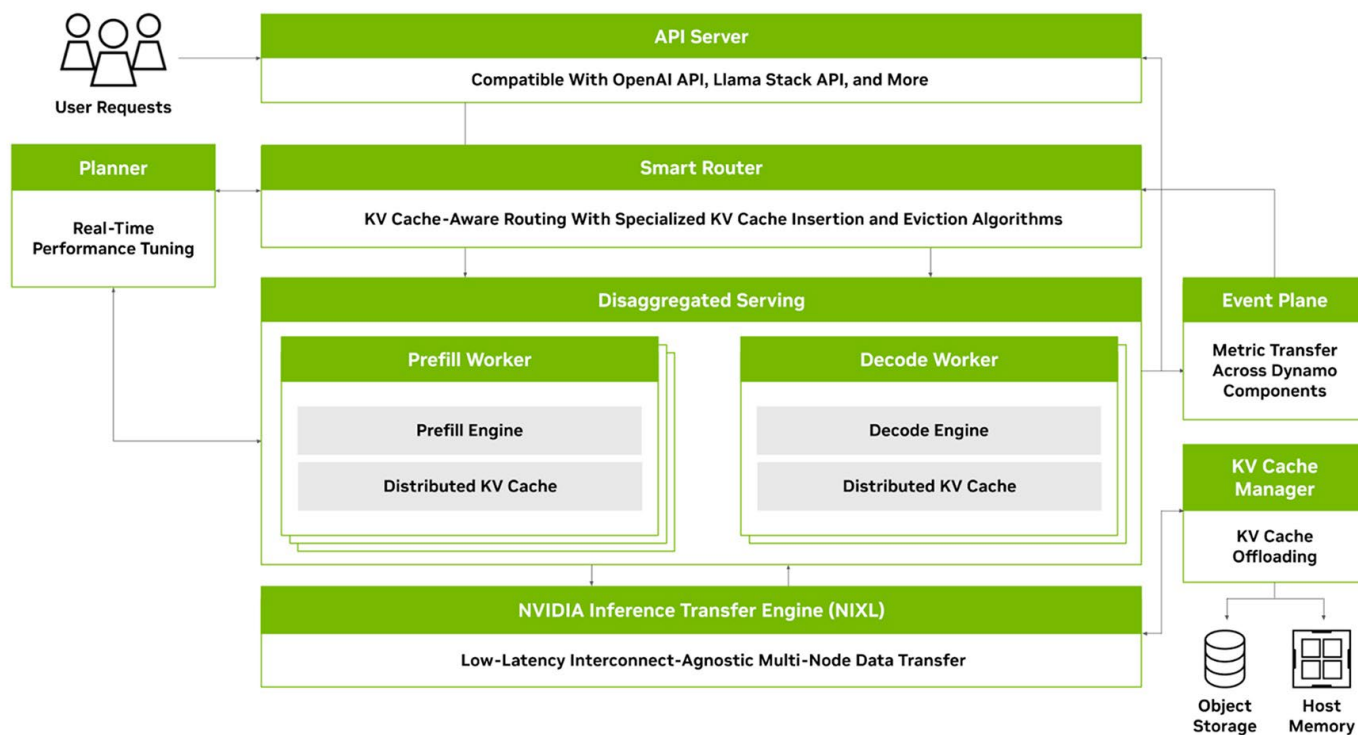 API Server
Compatible With OpenAI API, Llama Stack API, and More
User Requests
Planner
Real-Time
Performance Tuning
Smart Router
KV Cache-Aware Routing With Specialized KV Cache Insertion and Eviction Algorithms
Disaggregated Serving
Prefill Worker
Prefill Engine
Distributed KV Cache
Decode Worker
Decode Engine
Distributed KV Cache
Event Plane
Metric Transfer
Across Dynamo
Components
KV Cache
Manager
KV Cache
Offloading
NVIDIA Inference Transfer Engine (NIXL)
Low-Latency Interconnect-Agnostic Multi-Node Data Transfer
Object
Storage
Host
Memory